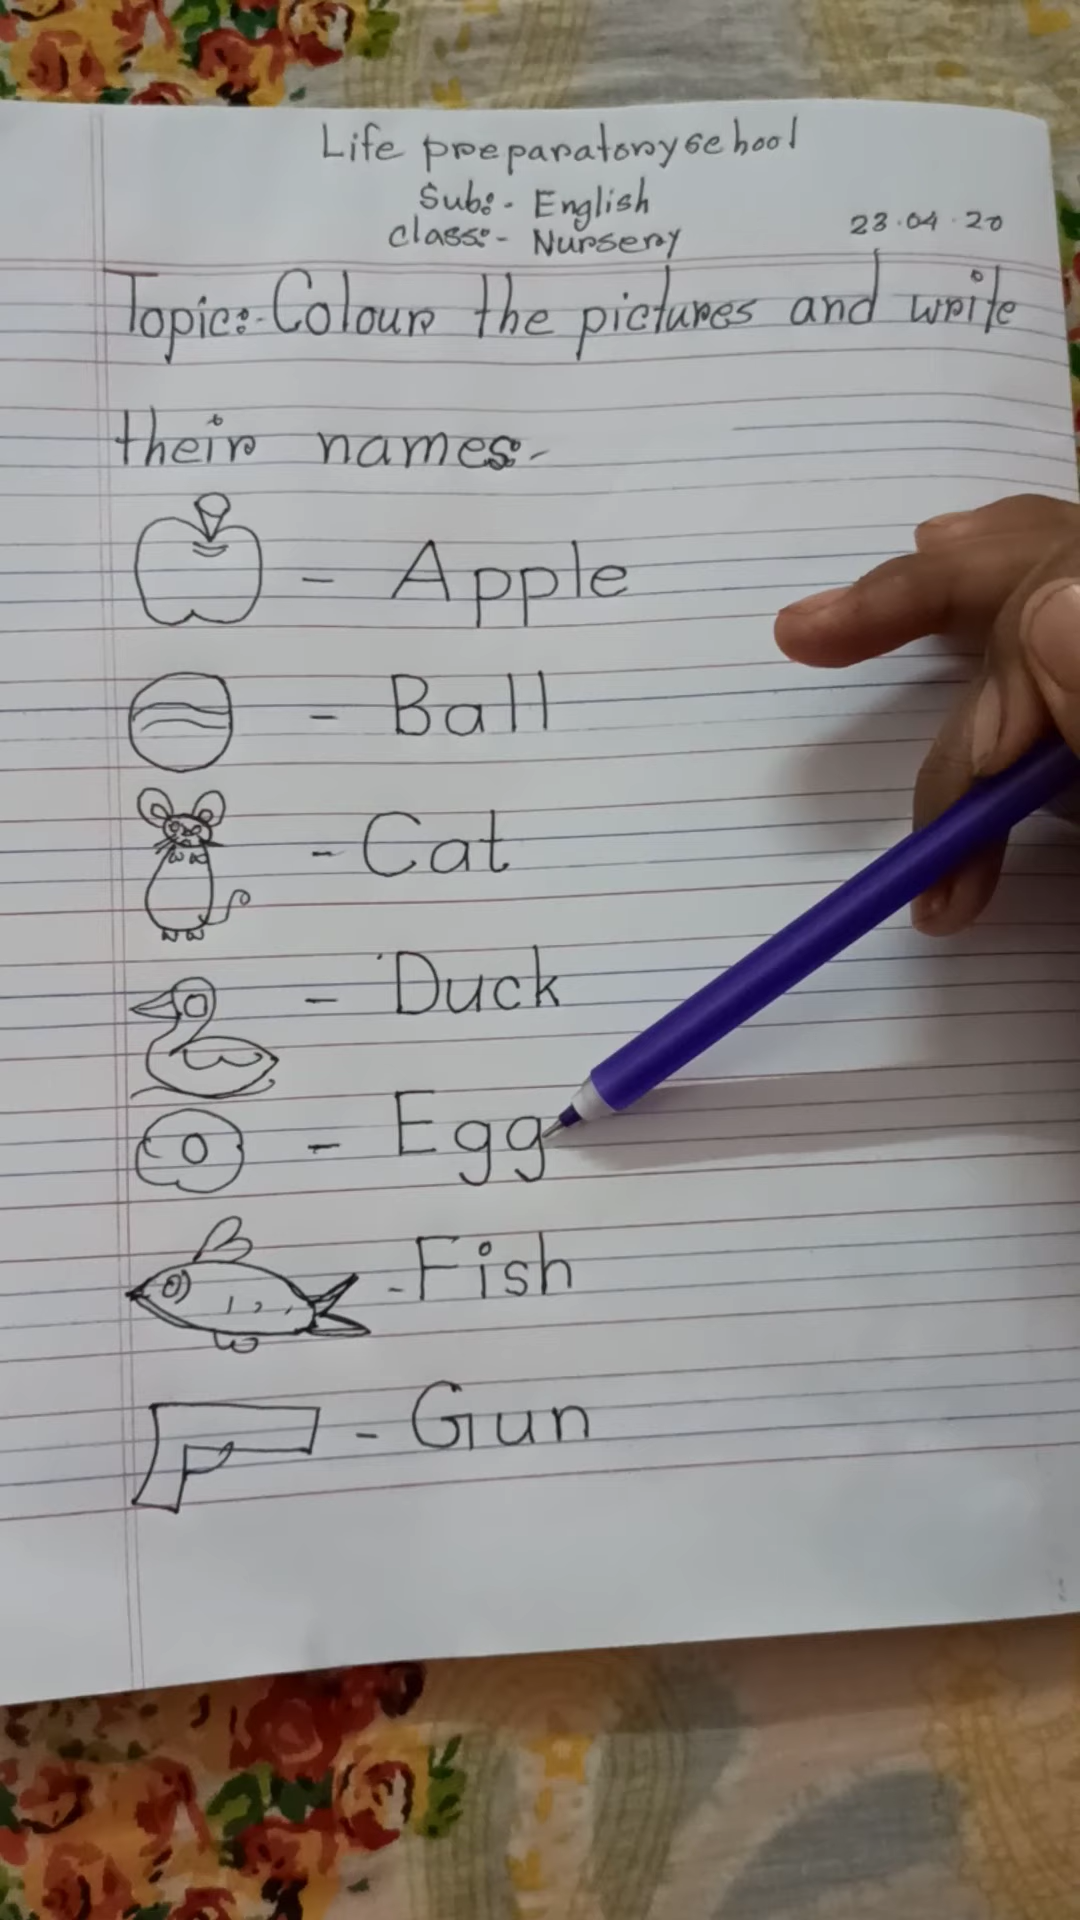 Life preparatory school
Sub:- English
class:- Nursery
23.04.20
Topic:- Colour the pictures and write
their names:-
- Apple
- Ball
- Cat
- Duck
- Egg
- Fish
- Gun